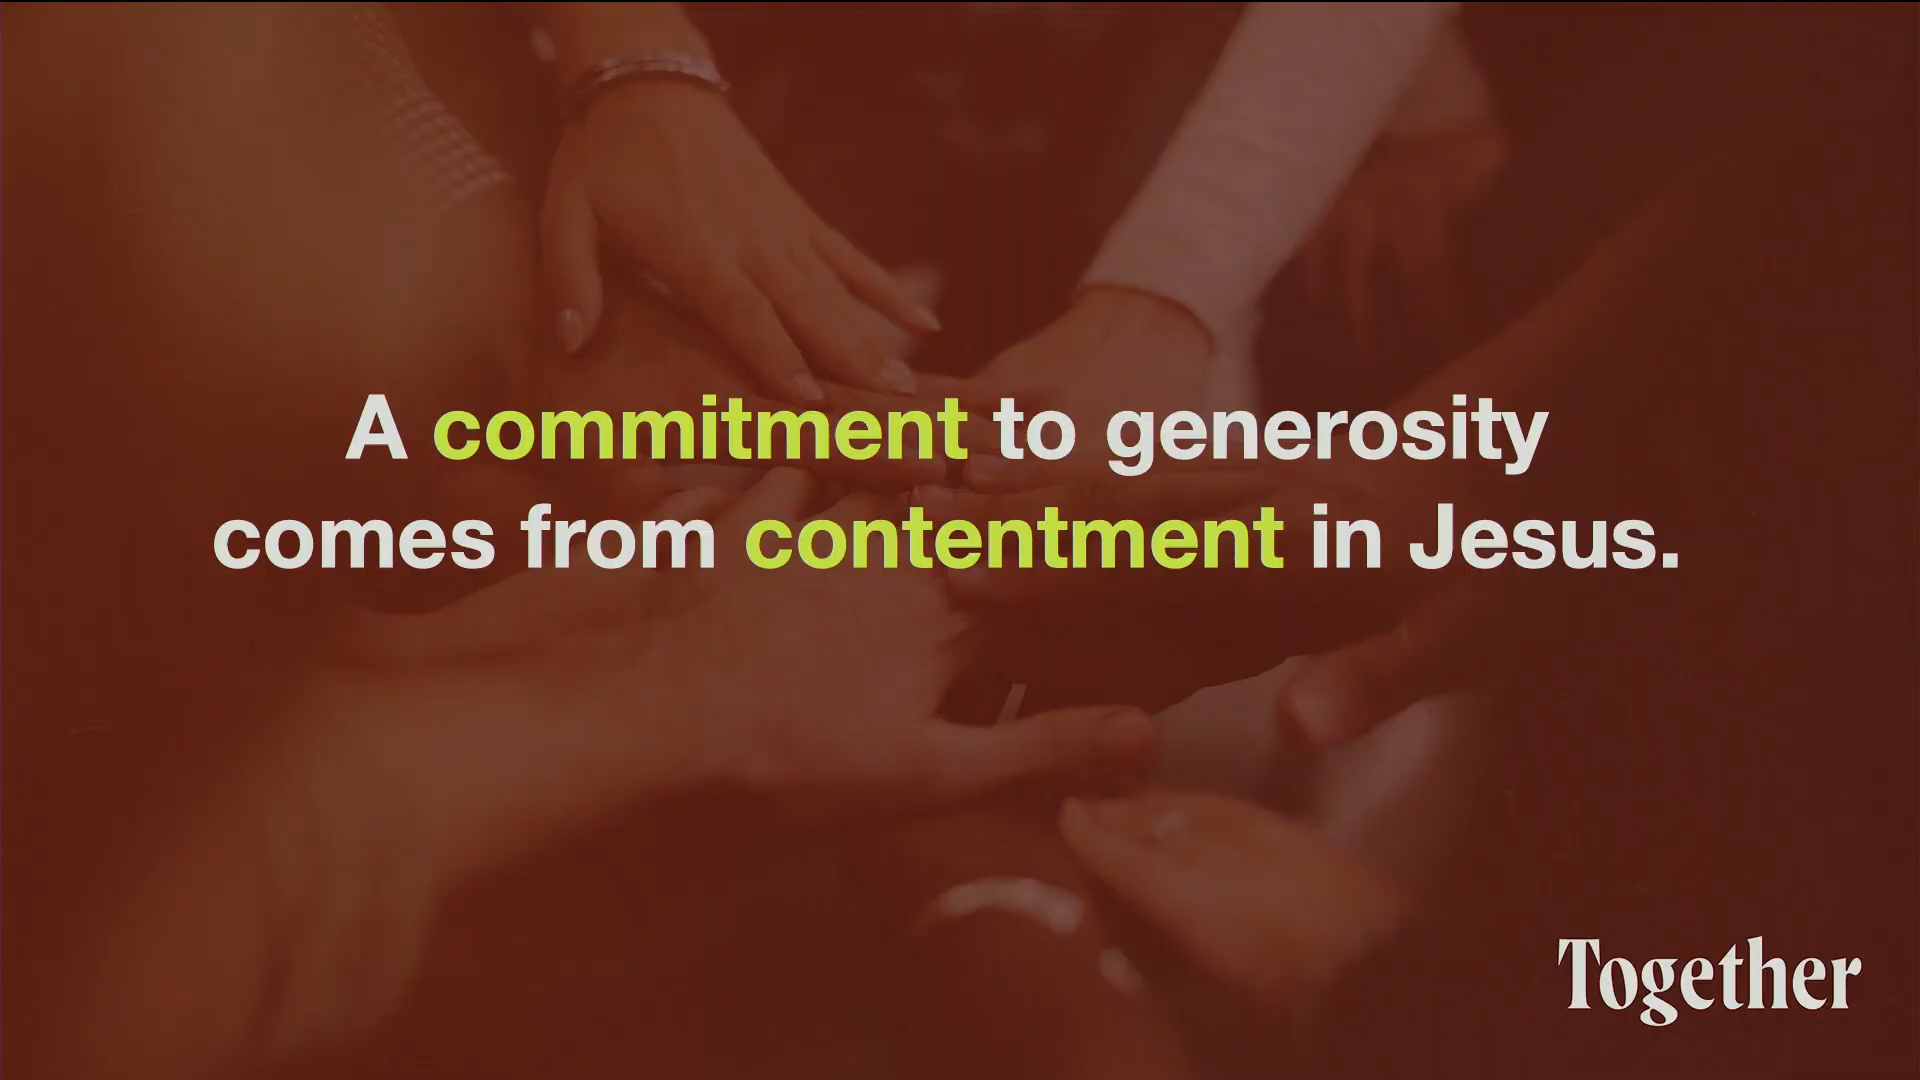 A commitment to generosity
comes from contentment in Jesus.
Together